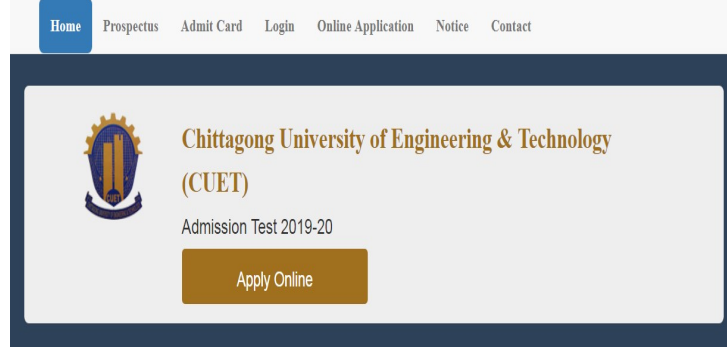 Home Prospectus Admit Card Login Online Application Notice Contact
Chittagong University of Engineering & Technology
(CUET)
Admission Test 2019-20
Apply Online